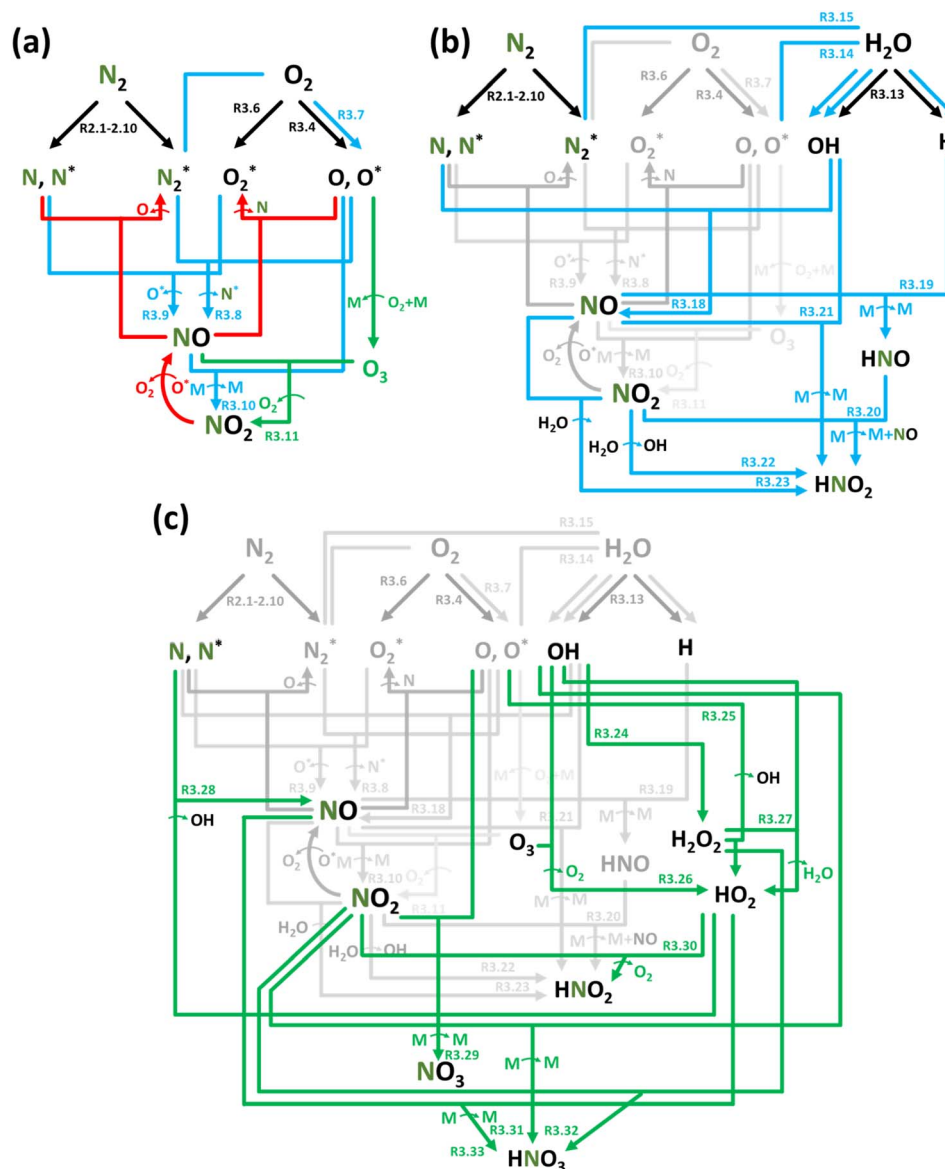 (a)
N2 O2
R2.1-2.10 R3.6 R3.4 R3.7
N, N* N2* O2* O, O*
O N
O* N* M O2+M
R3.9 R3.8
NO
O3
O2 O* M M O2
R3.10
NO2 R3.11
(b)
R3.15
N2 O2 H2O
R3.14
R3.6 R3.7
R2.1-2.10 R3.4 R3.13
N, N* N2* O2* O, O* OH H
O N
O* N* M O2+M
R3.9 R3.8 R3.19
NO R3.18 R3.21 M M
O3
O2 O* M M HNO
R3.10 O2
NO2 R3.11 M M
H2O R3.20
H2O OH M M+NO
R3.22
R3.23 HNO2
(c)
R3.15
N2 O2 H2O
R3.14
R3.6 R3.7
R2.1-2.10 R3.4 R3.13
N, N* N2* O2* O, O* OH H
O N
R3.25
R3.24
O* N* M O2+M OH
R3.28 R3.9 R3.8 R3.19
NO R3.18 M M
OH R3.21 R3.27
O3 H2O2
O2 O* M M O2 O2 HNO H2O
R3.10 R3.26
NO2 R3.11 M M HO2
H2O R3.20
H2O OH M M+NO R3.30
R3.22 O2
R3.23 HNO2
M M
R3.29 M M
NO3
M M
R3.31 R3.32
R3.33
HNO3